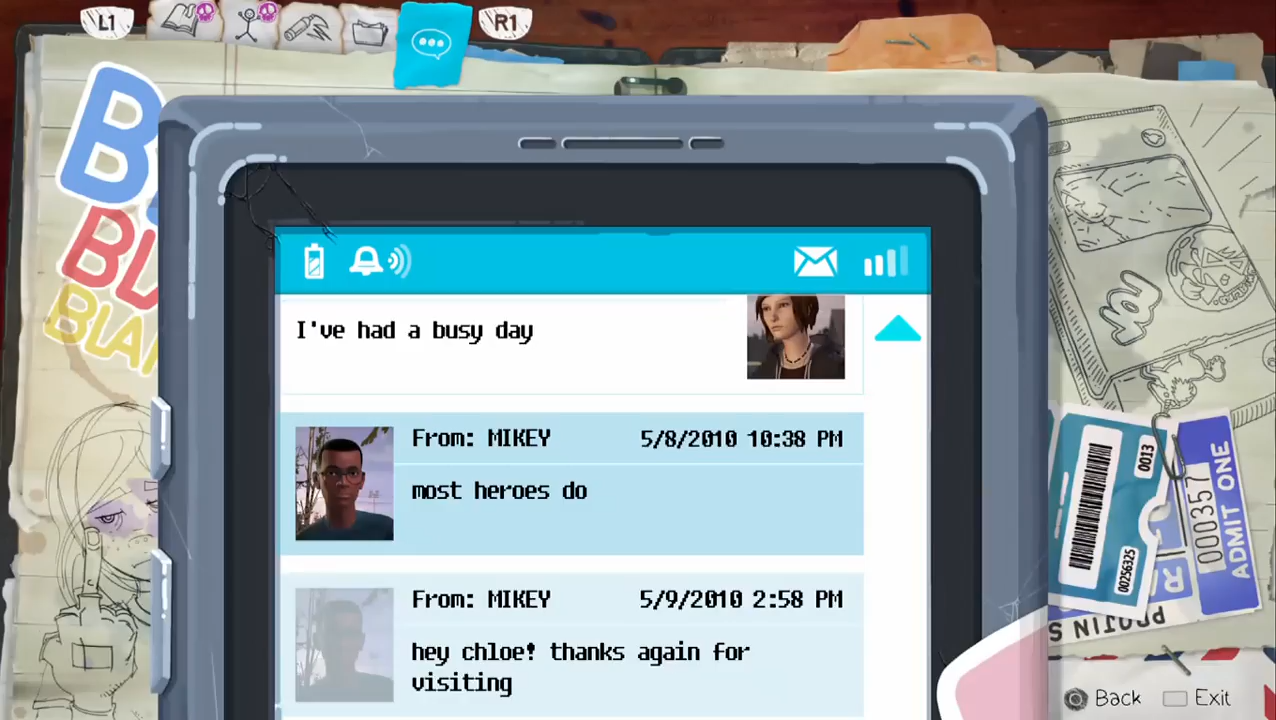 L1
R1
I've had a busy day
From: MIKEY 5/8/2010 10:38 PM
most heroes do
From: MIKEY 5/9/2010 2:58 PM
hey chloe! thanks again for
visiting
0013
00256325
000357
ADMIT ONE
Back
Exit